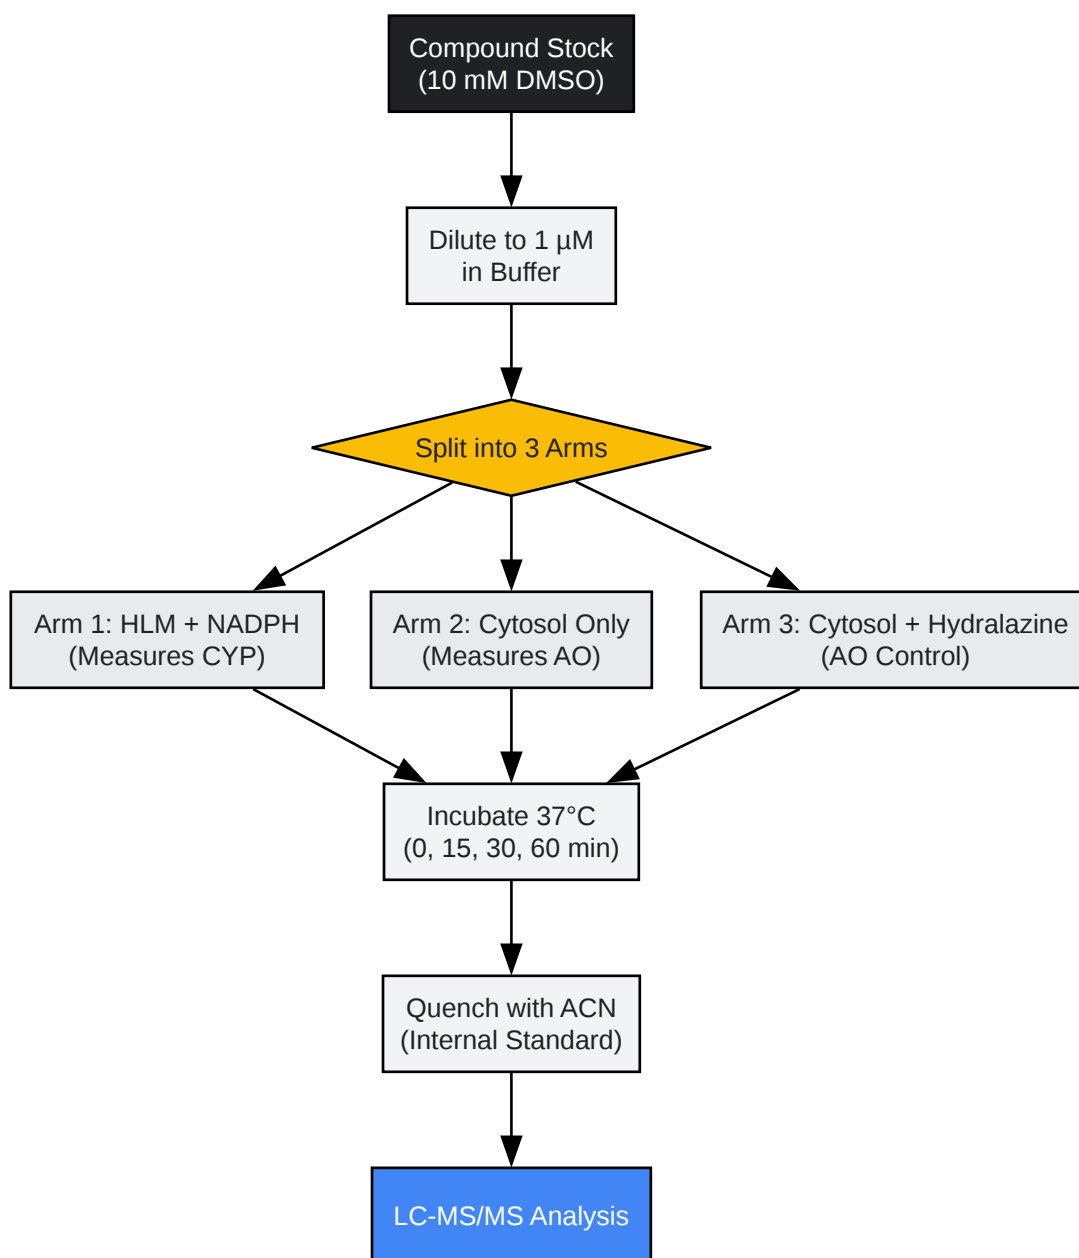 Compound Stock
(10 mM DMSO)
Dilute to 1 µM
in Buffer
Split into 3 Arms
Arm 1: HLM + NADPH
(Measures CYP)
Arm 2: Cytosol Only
(Measures AO)
Arm 3: Cytosol + Hydralazine
(AO Control)
Incubate 37°C
(0, 15, 30, 60 min)
Quench with ACN
(Internal Standard)
LC-MS/MS Analysis